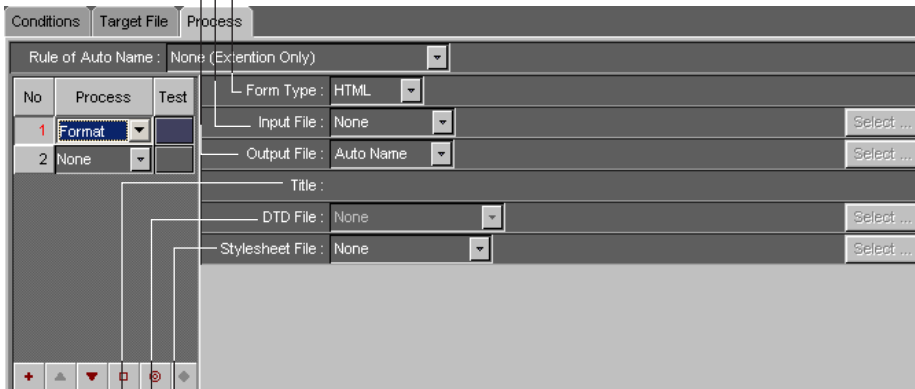 Conditions Target File Process
Rule of Auto Name : None (Extention Only)
No Process Test
Form Type : HTML
1 Format
Input File : None Select ...
2 None
Output File : Auto Name Select ...
Title :
DTD File : None Select ...
Stylesheet File : None Select ...